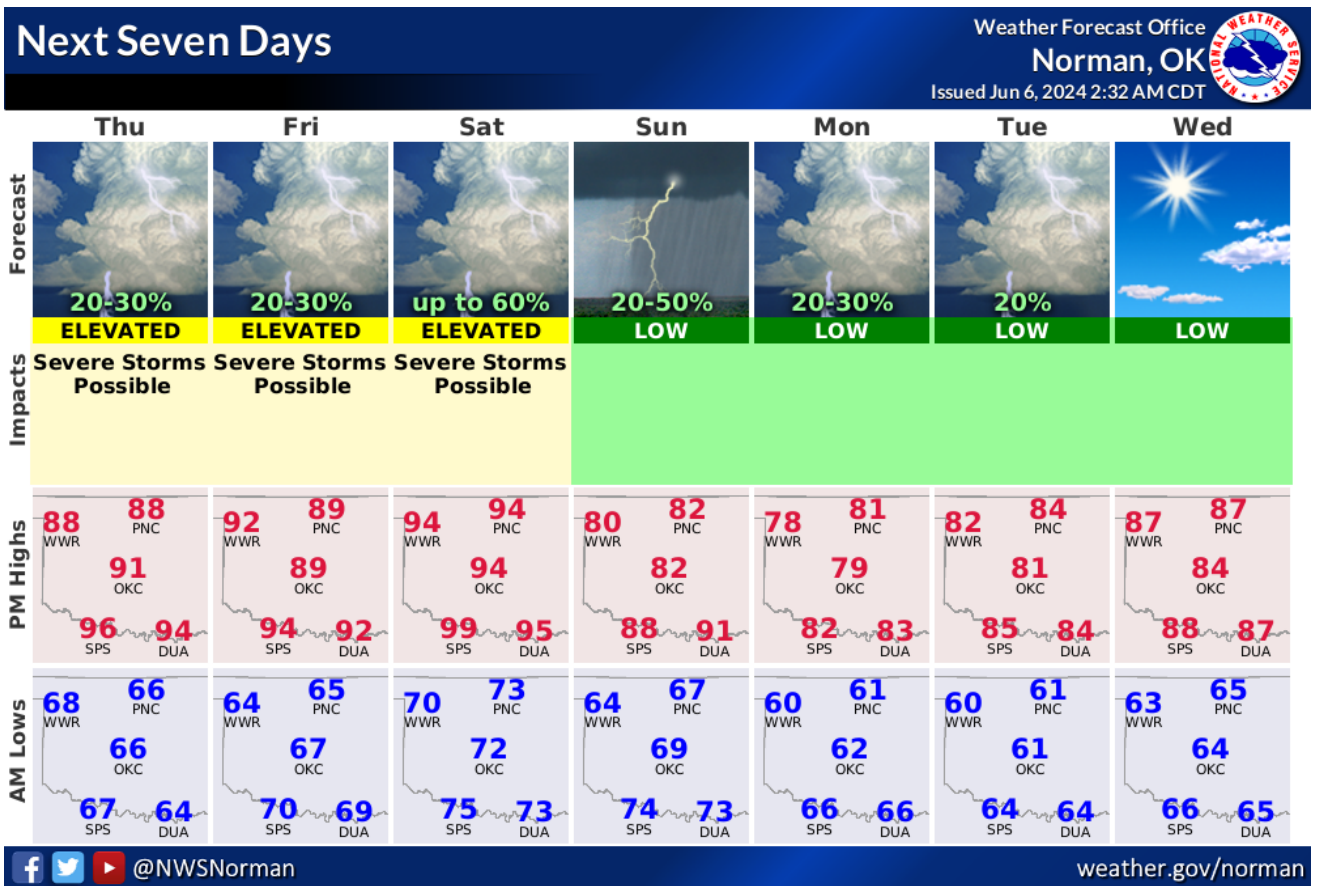 Next Seven Days
Weather Forecast Office
Norman, OK
Issued Jun 6, 2024 2:32 AM CDT
NATIONAL WEATHER SERVICE
Thu Fri Sat Sun Mon Tue Wed
Forecast
20-30% 20-30% up to 60% 20-50% 20-30% 20%
ELEVATED ELEVATED ELEVATED LOW LOW LOW LOW
Impacts
Severe Storms Severe Storms Severe Storms
Possible Possible Possible
PM Highs
88 89 94 82 81 84 87
PNC PNC PNC PNC PNC PNC PNC
88 92 94 80 78 82 87
WWR WWR WWR WWR WWR WWR WWR
91 89 94 82 79 81 84
OKC OKC OKC OKC OKC OKC OKC
96 94 94 92 99 95 88 91 82 83 85 84 88 87
SPS DUA SPS DUA SPS DUA SPS DUA SPS DUA SPS DUA SPS DUA
AM Lows
66 65 73 67 61 61 65
PNC PNC PNC PNC PNC PNC PNC
68 64 70 64 60 60 63
WWR WWR WWR WWR WWR WWR WWR
66 67 72 69 62 61 64
OKC OKC OKC OKC OKC OKC OKC
67 64 70 69 75 73 74 73 66 66 64 64 66 65
SPS DUA SPS DUA SPS DUA SPS DUA SPS DUA SPS DUA SPS DUA
@NWSNorman
weather.gov/norman